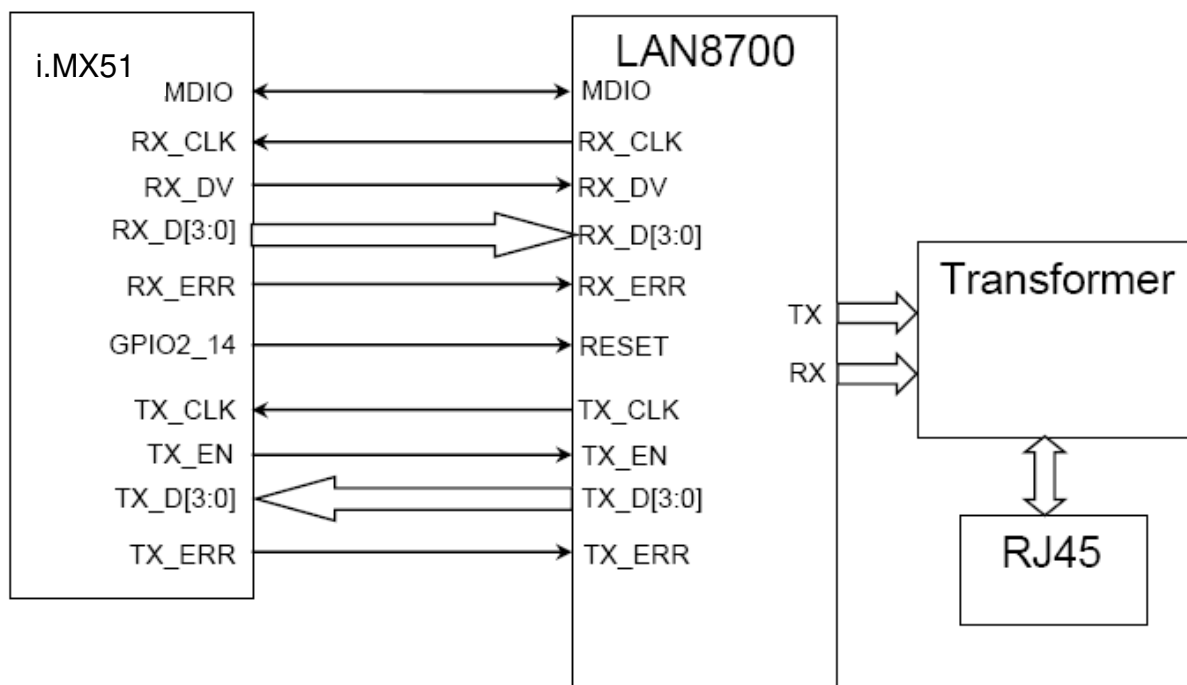 i.MX51
LAN8700
MDIO MDIO
RX_CLK RX_CLK
RX_DV RX_DV
RX_D[3:0] RX_D[3:0]
RX_ERR RX_ERR
GPIO2_14 RESET
TX_CLK TX_CLK
TX_EN TX_EN
TX_D[3:0] TX_D[3:0]
TX_ERR TX_ERR
TX
RX
Transformer
RJ45